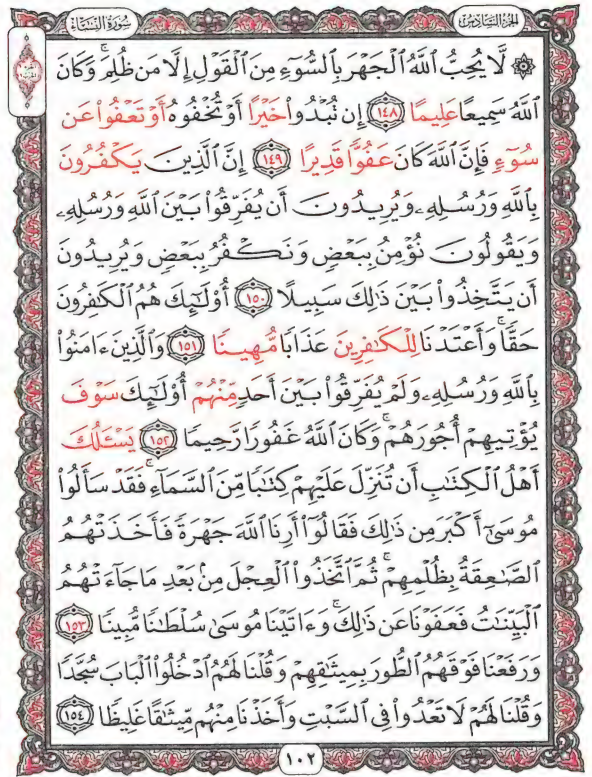 الجزء السادس
سورة النساء
۞ لَّا يُحِبُّ ٱللَّهُ ٱلْجَهْرَ بِٱلسُّوٓءِ مِنَ ٱلْقَوْلِ إِلَّا مَن ظُلِمَ ۚ وَكَانَ
ٱللَّهُ سَمِيعًا عَلِيمًا ١٤٨ إِن تُبْدُوا۟ خَيْرًا أَوْ تُخْفُوهُ أَوْ تَعْفُوا۟ عَن
سُوٓءٍ فَإِنَّ ٱللَّهَ كَانَ عَفُوًّا قَدِيرًا ١٤٩ إِنَّ ٱلَّذِينَ يَكْفُرُونَ
بِٱللَّهِ وَرُسُلِهِۦ وَيُرِيدُونَ أَن يُفَرِّقُوا۟ بَيْنَ ٱللَّهِ وَرُسُلِهِۦ
وَيَقُولُونَ نُؤْمِنُ بِبَعْضٍ وَنَكْفُرُ بِبَعْضٍ وَيُرِيدُونَ
أَن يَتَّخِذُوا۟ بَيْنَ ذَٰلِكَ سَبِيلًا ١٥٠ أُو۟لَٰٓئِكَ هُمُ ٱلْكَٰفِرُونَ
حَقًّا ۚ وَأَعْتَدْنَا لِلْكَٰفِرِينَ عَذَابًا مُّهِينًا ١٥١ وَٱلَّذِينَ ءَامَنُوا۟
بِٱللَّهِ وَرُسُلِهِۦ وَلَمْ يُفَرِّقُوا۟ بَيْنَ أَحَدٍ مِّنْهُمْ أُو۟لَٰٓئِكَ سَوْفَ
يُؤْتِيهِمْ أُجُورَهُمْ ۗ وَكَانَ ٱللَّهُ غَفُورًا رَّحِيمًا ١٥٢ يَسْـَٔلُكَ
أَهْلُ ٱلْكِتَٰبِ أَن تُنَزِّلَ عَلَيْهِمْ كِتَٰبًا مِّنَ ٱلسَّمَآءِ ۚ فَقَدْ سَأَلُوا۟
مُوسَىٰٓ أَكْبَرَ مِن ذَٰلِكَ فَقَالُوٓا۟ أَرِنَا ٱللَّهَ جَهْرَةً فَأَخَذَتْهُمُ
ٱلصَّٰعِقَةُ بِظُلْمِهِمْ ۚ ثُمَّ ٱتَّخَذُوا۟ ٱلْعِجْلَ مِنۢ بَعْدِ مَا جَآءَتْهُمُ
ٱلْبَيِّنَٰتُ فَعَفَوْنَا عَن ذَٰلِكَ ۚ وَءَاتَيْنَا مُوسَىٰ سُلْطَٰنًا مُّبِينًا ١٥٣
وَرَفَعْنَا فَوْقَهُمُ ٱلطُّورَ بِمِيثَٰقِهِمْ وَقُلْنَا لَهُمُ ٱدْخُلُوا۟ ٱلْبَابَ سُجَّدًا
وَقُلْنَا لَهُمْ لَا تَعْدُوا۟ فِى ٱلسَّبْتِ وَأَخَذْنَا مِنْهُم مِّيثَٰقًا غَلِيظًا ١٥٤
١٠٢